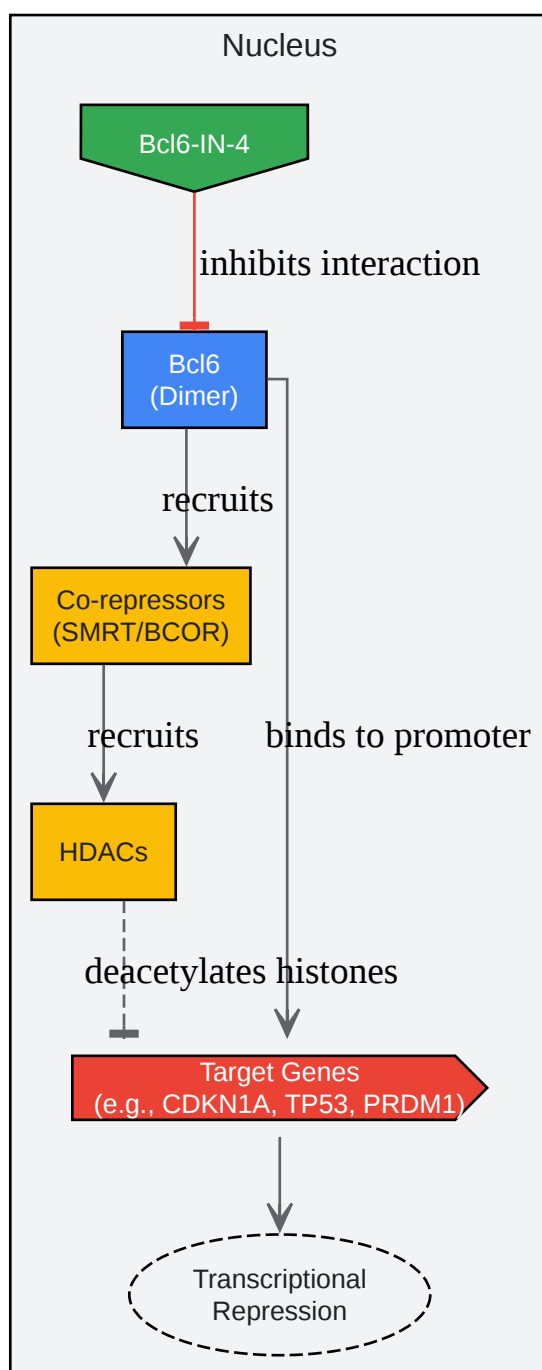 Nucleus
Bcl6-IN-4
inhibits interaction
Bcl6
(Dimer)
recruits
Co-repressors
(SMRT/BCOR)
recruits
binds to promoter
HDACs
deacetylates histones
Target Genes
(e.g., CDKN1A, TP53, PRDM1)
Transcriptional
Repression